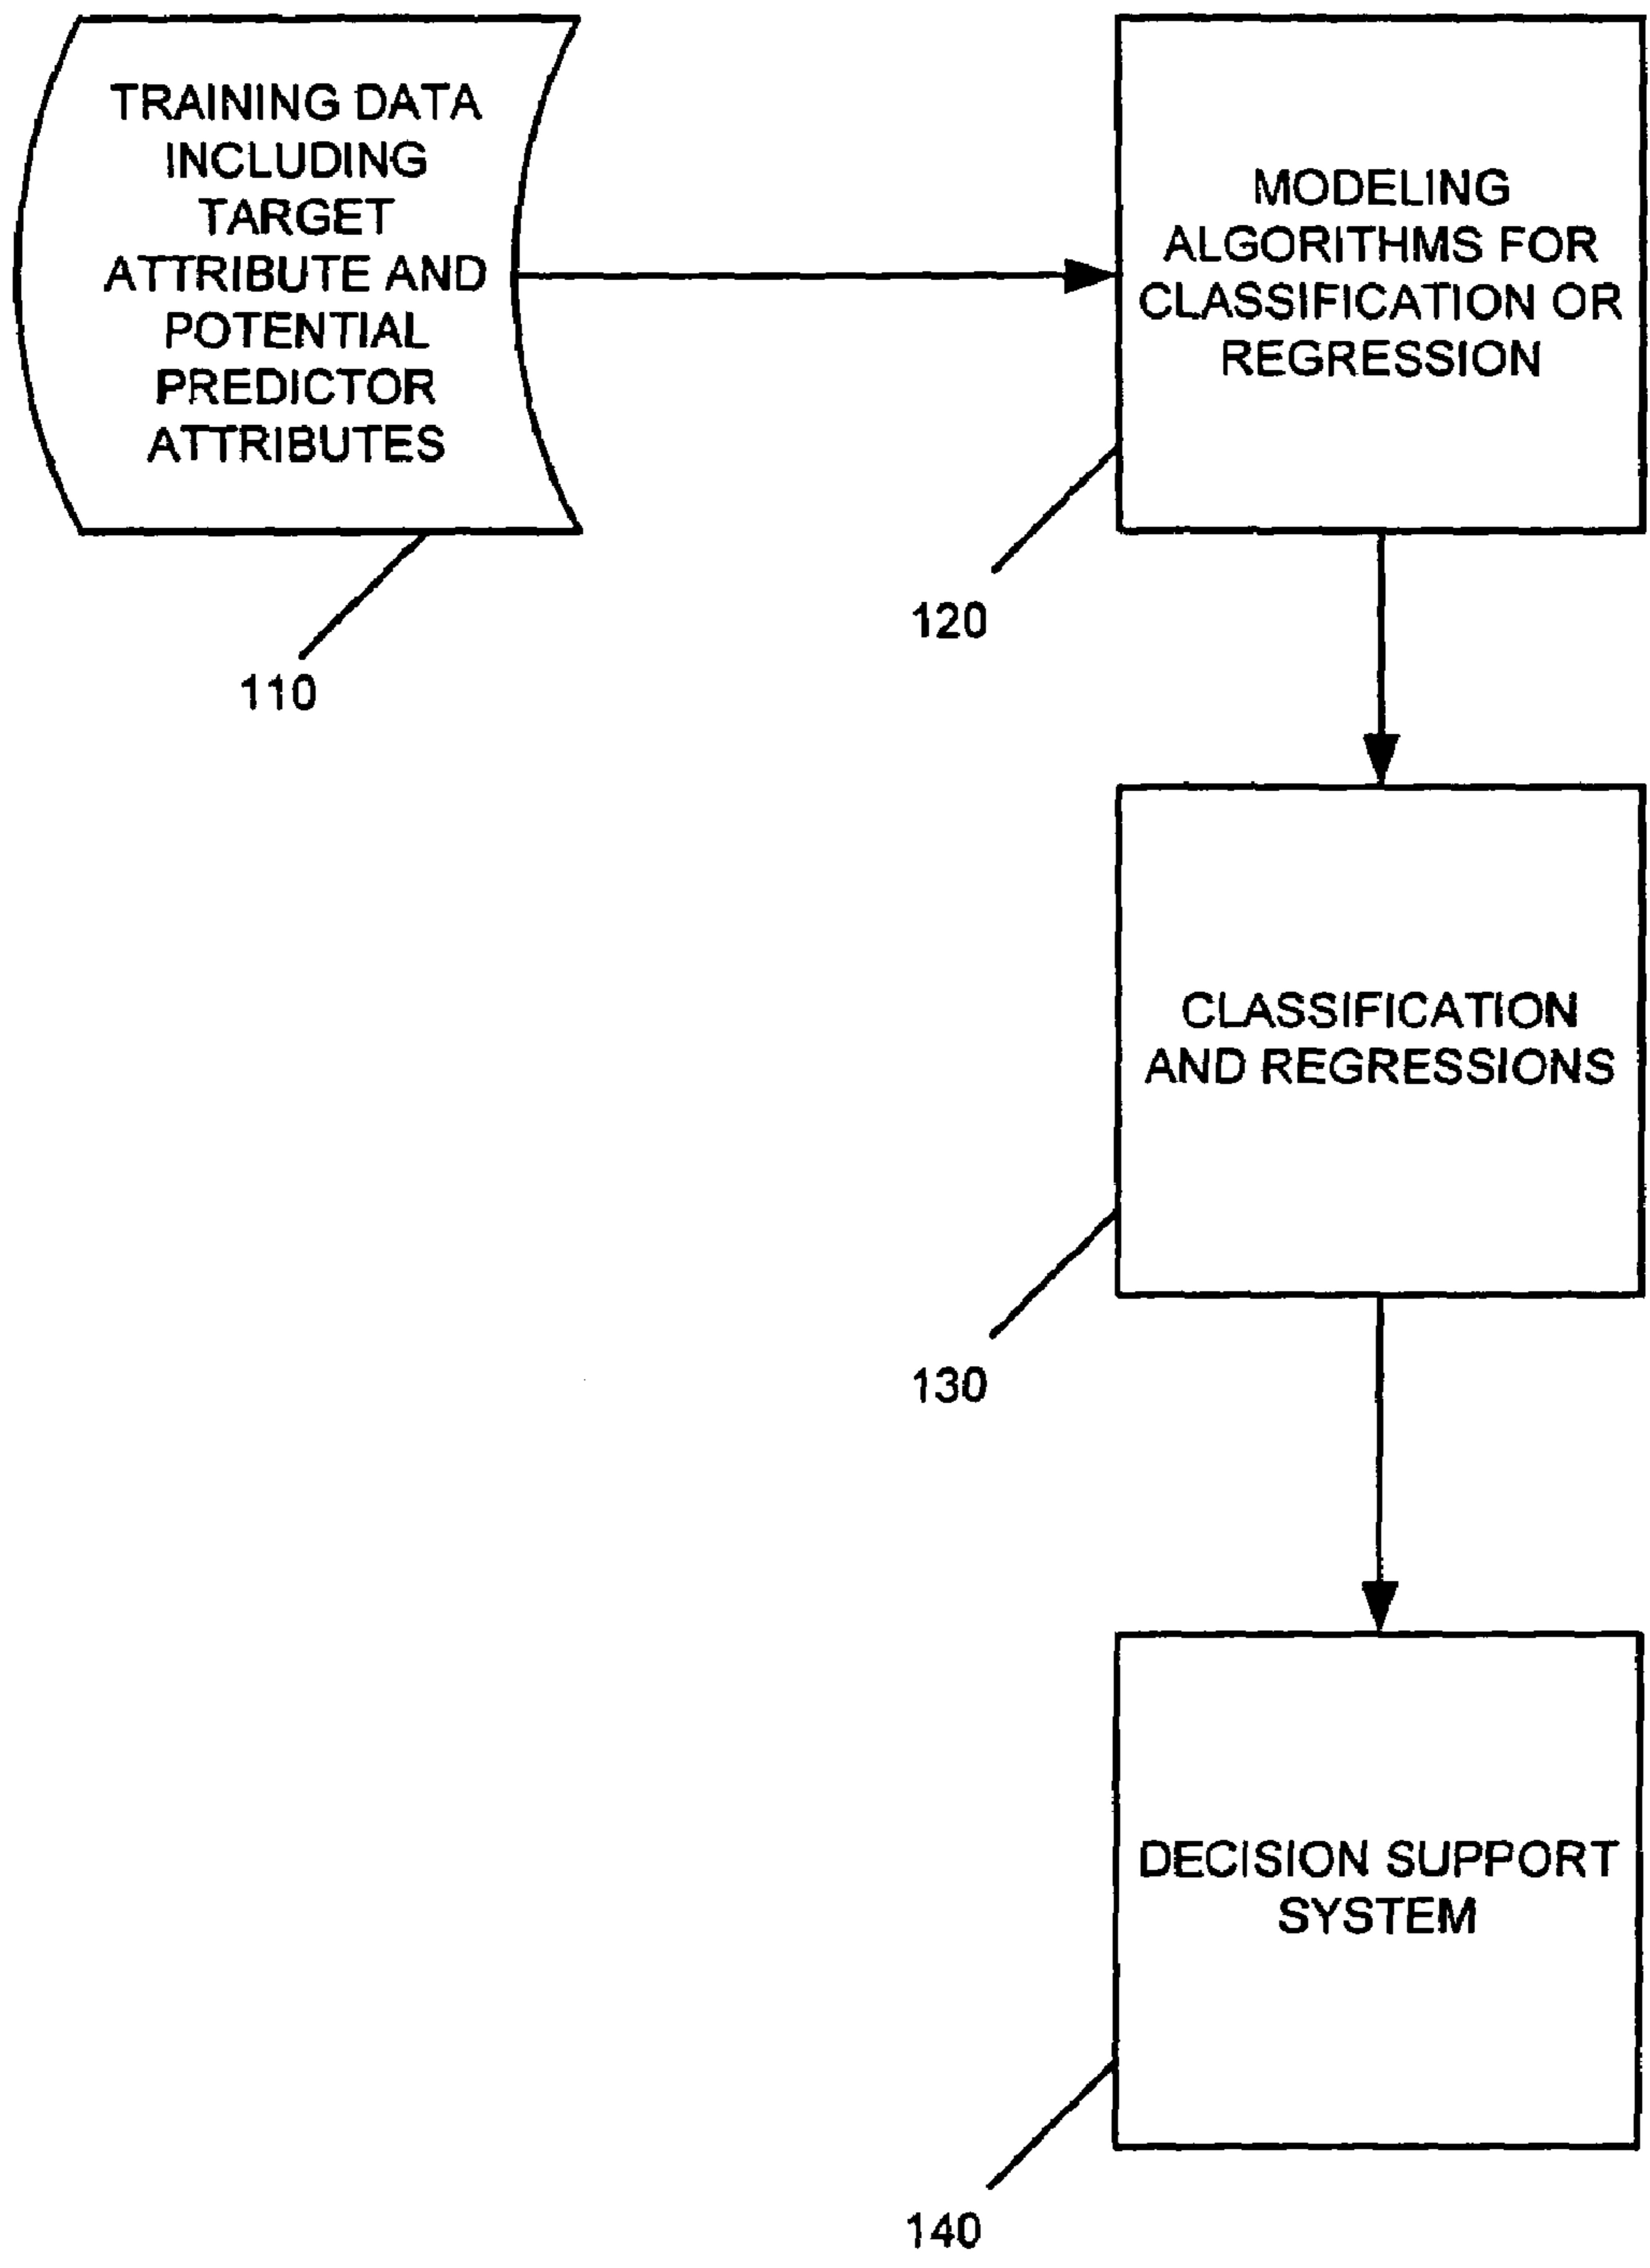 TRAINING DATA
INCLUDING
TARGET
ATTRIBUTE AND
POTENTIAL
PREDICTOR
ATTRIBUTES
110
MODELING
ALGORITHMS FOR
CLASSIFICATION OR
REGRESSION
120
CLASSIFICATION
AND REGRESSIONS
130
DECISION SUPPORT
SYSTEM
140